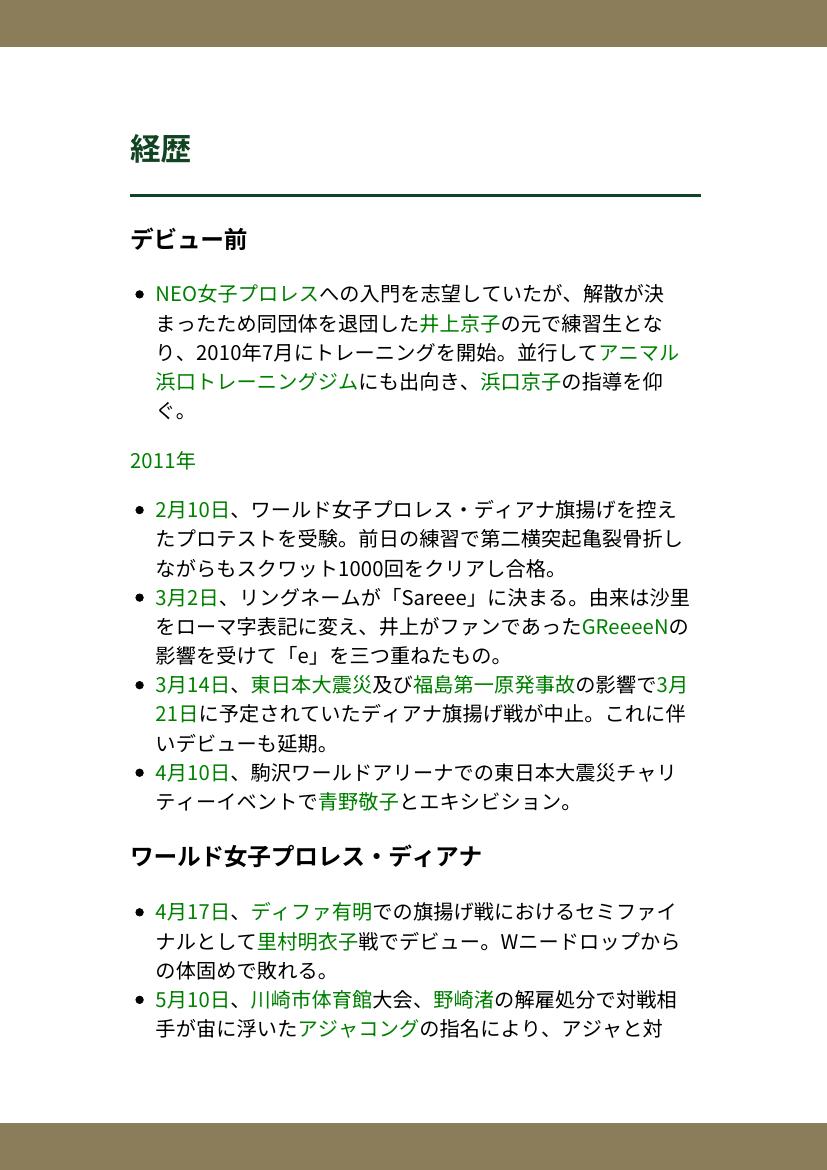 経歴
デビュー前
NEO女子プロレスへの入門を志望していたが、解散が決
まったため同団体を退団した井上京子の元で練習生とな
り、2010年7月にトレーニングを開始。並行してアニマル
浜口トレーニングジムにも出向き、浜口京子の指導を仰
ぐ。
2011年
2月10日、ワールド女子プロレス・ディアナ旗揚げを控え
たプロテストを受験。前日の練習で第二横突起亀裂骨折し
ながらもスクワット1000回をクリアし合格。
3月2日、リングネームが「Sareee」に決まる。由来は沙里
をローマ字表記に変え、井上がファンであったGReeeeNの
影響を受けて「e」を三つ重ねたもの。
3月14日、東日本大震災及び福島第一原発事故の影響で3月
21日に予定されていたディアナ旗揚げ戦が中止。これに伴
いデビューも延期。
4月10日、駒沢ワールドアリーナでの東日本大震災チャリ
ティーイベントで青野敬子とエキシビション。
ワールド女子プロレス・ディアナ
4月17日、ディファ有明での旗揚げ戦におけるセミファイ
ナルとして里村明衣子戦でデビュー。Wニードロップから
の体固めで敗れる。
5月10日、川崎市体育館大会、野崎渚の解雇処分で対戦相
手が宙に浮いたアジャコングの指名により、アジャと対